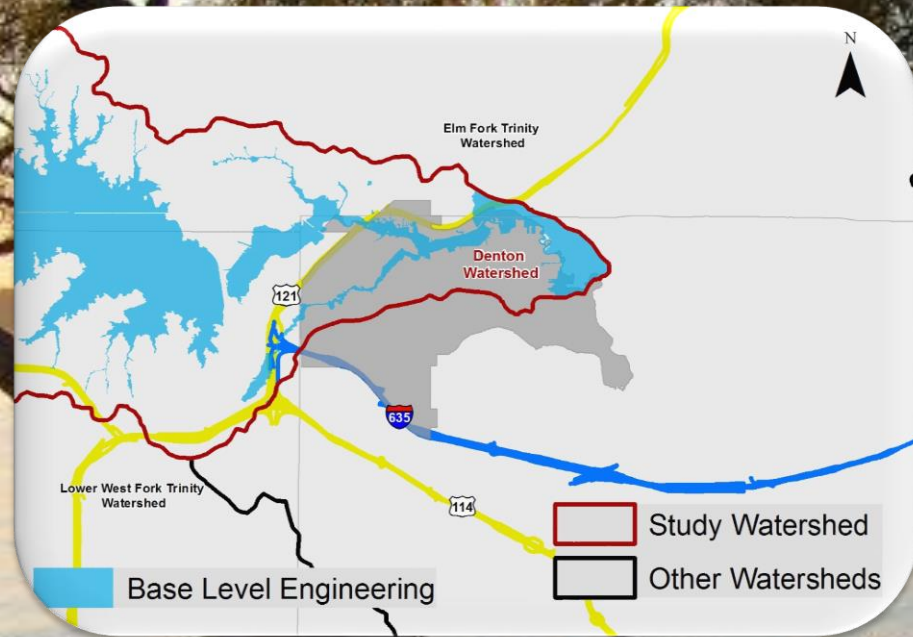 N
Elm Fork Trinity
Watershed
Denton
Watershed
121
635
Lower West Fork Trinity
Watershed
114
Study Watershed
Other Watersheds
Base Level Engineering